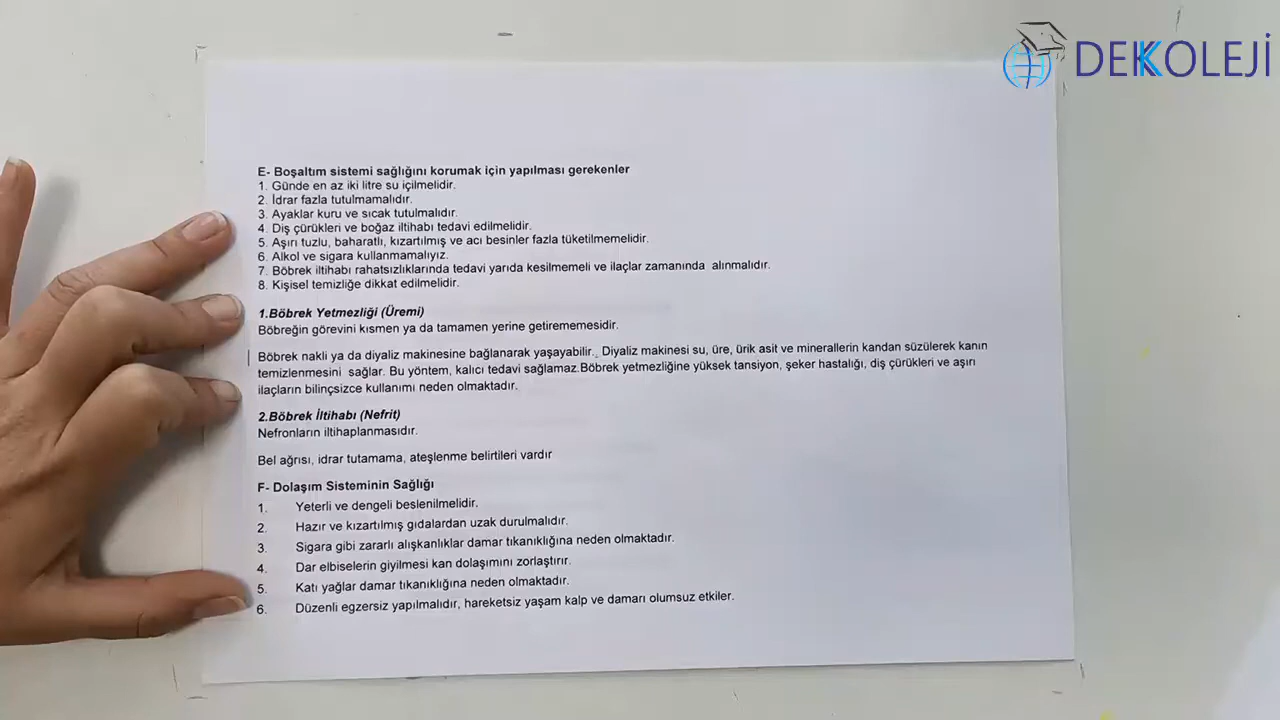 DEKKOLEJİ
E- Boşaltım sistemi sağlığını korumak için yapılması gerekenler
1. Günde en az iki litre su içilmelidir.
2. İdrar fazla tutulmamalıdır.
3. Ayaklar kuru ve sıcak tutulmalıdır.
4. Diş çürükleri ve boğaz iltihabı tedavi edilmelidir.
5. Aşırı tuzlu, baharatlı, kızartılmış ve acı besinler fazla tüketilmemelidir.
6. Alkol ve sigara kullanmamalıyız.
7. Böbrek iltihabı rahatsızlıklarında tedavi yarıda kesilmemeli ve ilaçlar zamanında alınmalıdır.
8. Kişisel temizliğe dikkat edilmelidir.
1.Böbrek Yetmezliği (Üremi)
Böbreğin görevini kısmen ya da tamamen yerine getirememesidir.
Böbrek nakli ya da diyaliz makinesine bağlanarak yaşayabilir.. Diyaliz makinesi su, üre, ürik asit ve minerallerin kandan süzülerek kanın
temizlenmesini sağlar. Bu yöntem, kalıcı tedavi sağlamaz.Böbrek yetmezliğine yüksek tansiyon, şeker hastalığı, diş çürükleri ve aşırı
ilaçların bilinçsizce kullanımı neden olmaktadır.
2.Böbrek İltihabı (Nefrit)
Nefronların iltihaplanmasıdır.
Bel ağrısı, idrar tutamama, ateşlenme belirtileri vardır
F- Dolaşım Sisteminin Sağlığı
1. Yeterli ve dengeli beslenilmelidir.
2. Hazır ve kızartılmış gıdalardan uzak durulmalıdır.
3. Sigara gibi zararlı alışkanlıklar damar tıkanıklığına neden olmaktadır.
4. Dar elbiselerin giyilmesi kan dolaşımını zorlaştırır.
5. Katı yağlar damar tıkanıklığına neden olmaktadır.
6. Düzenli egzersiz yapılmalıdır, hareketsiz yaşam kalp ve damarı olumsuz etkiler.